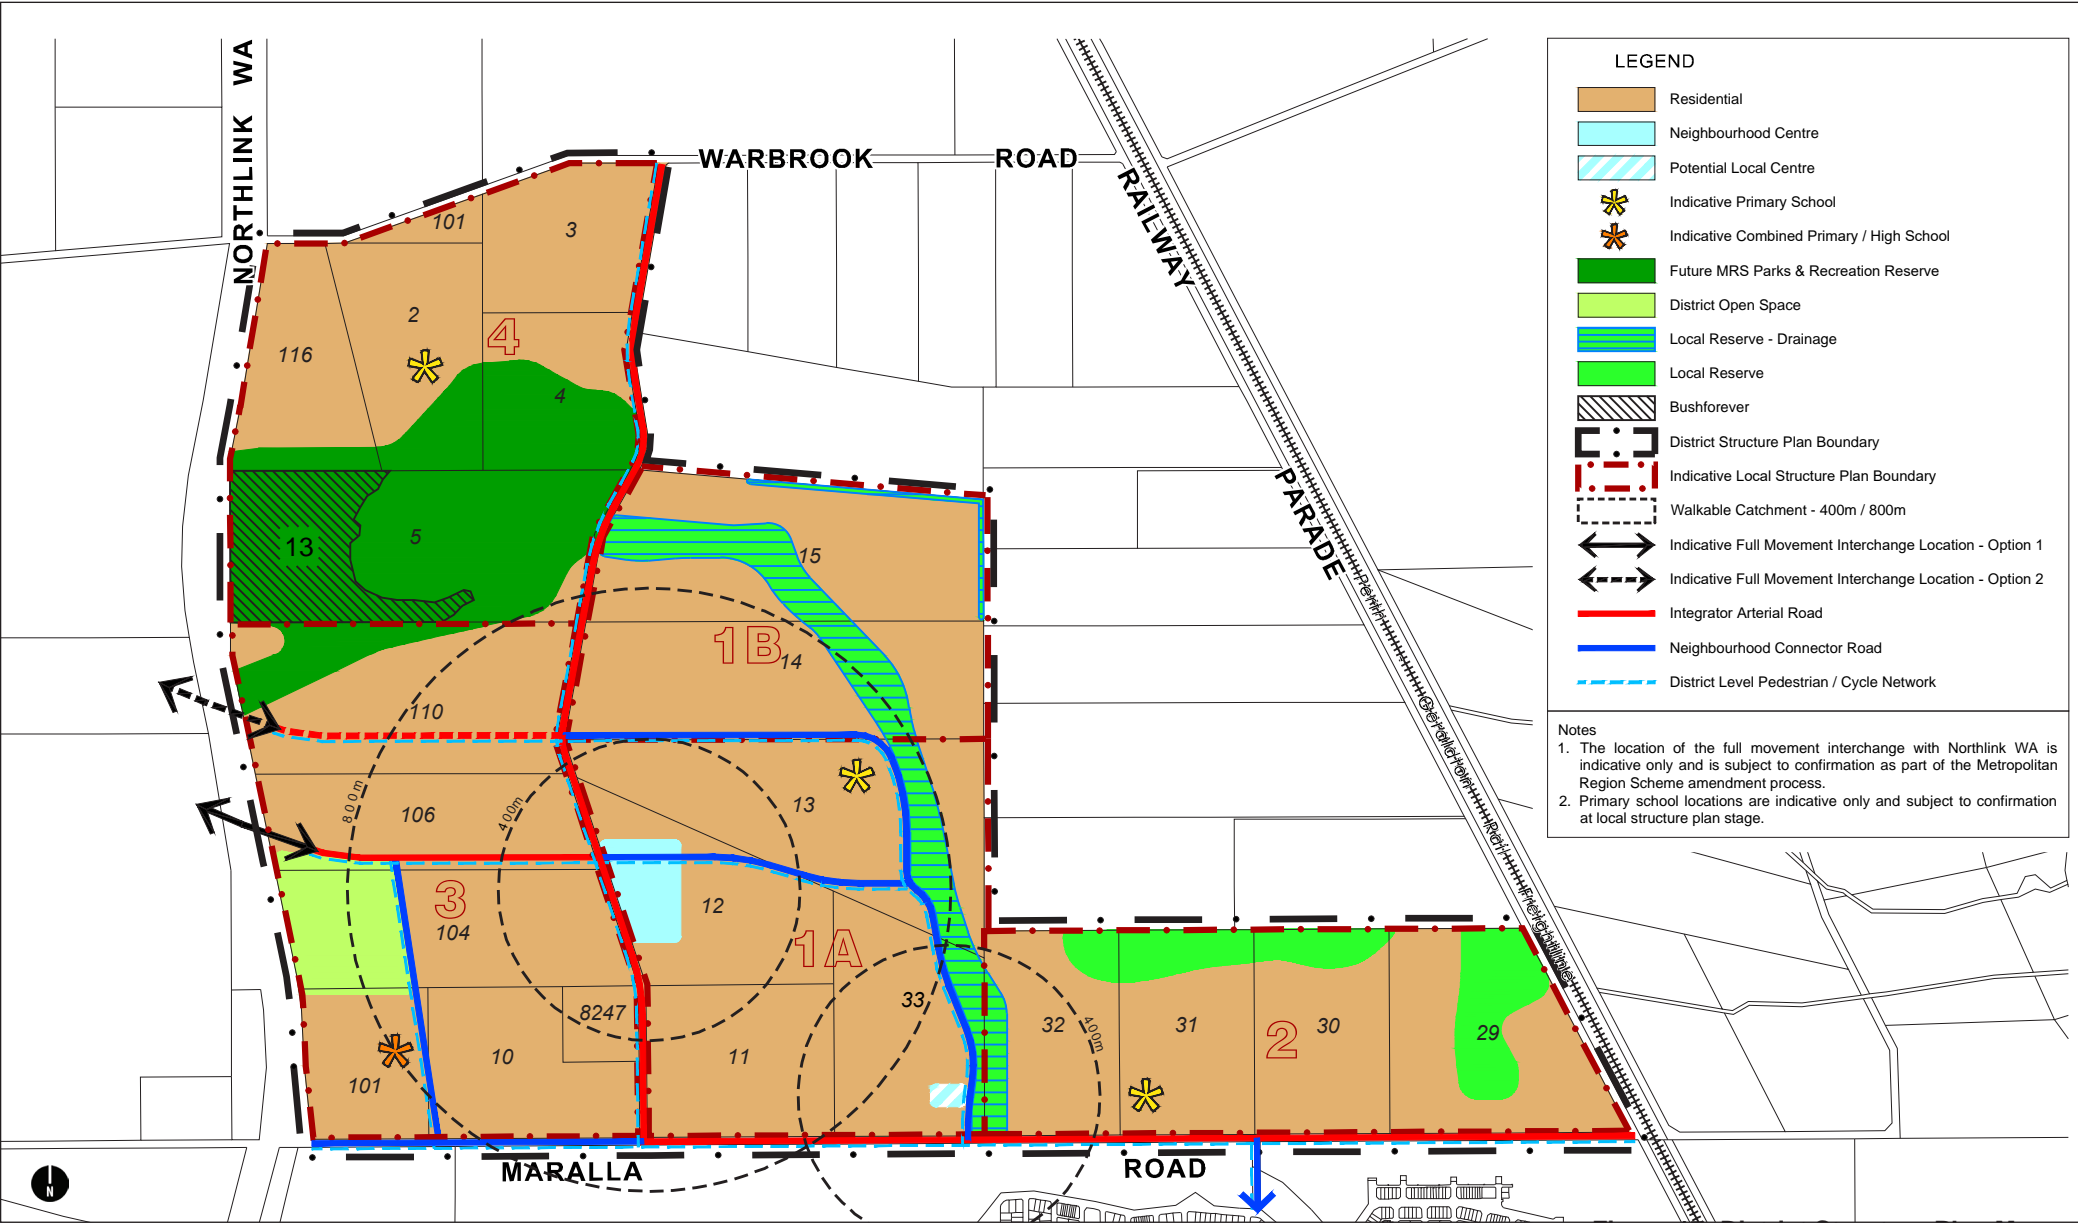 NORTHLINK WA
WARBROOK ROAD
RAILWAY
PARADE
101
3
2
4
116
4
5
13
15
1B
14
110
800m
400m
106
13
3
104
12
1A
8247
33
32
400m
31
2
30
29
10
11
101
MARALLA ROAD
N
Perth
Geraldton
Rail
Freightline
LEGEND
Residential
Neighbourhood Centre
Potential Local Centre
Indicative Primary School
Indicative Combined Primary / High School
Future MRS Parks & Recreation Reserve
District Open Space
Local Reserve - Drainage
Local Reserve
Bushforever
District Structure Plan Boundary
Indicative Local Structure Plan Boundary
Walkable Catchment - 400m / 800m
Indicative Full Movement Interchange Location - Option 1
Indicative Full Movement Interchange Location - Option 2
Integrator Arterial Road
Neighbourhood Connector Road
District Level Pedestrian / Cycle Network
Notes
1. The location of the full movement interchange with Northlink WA is
indicative only and is subject to confirmation as part of the Metropolitan
Region Scheme amendment process.
2. Primary school locations are indicative only and subject to confirmation
at local structure plan stage.